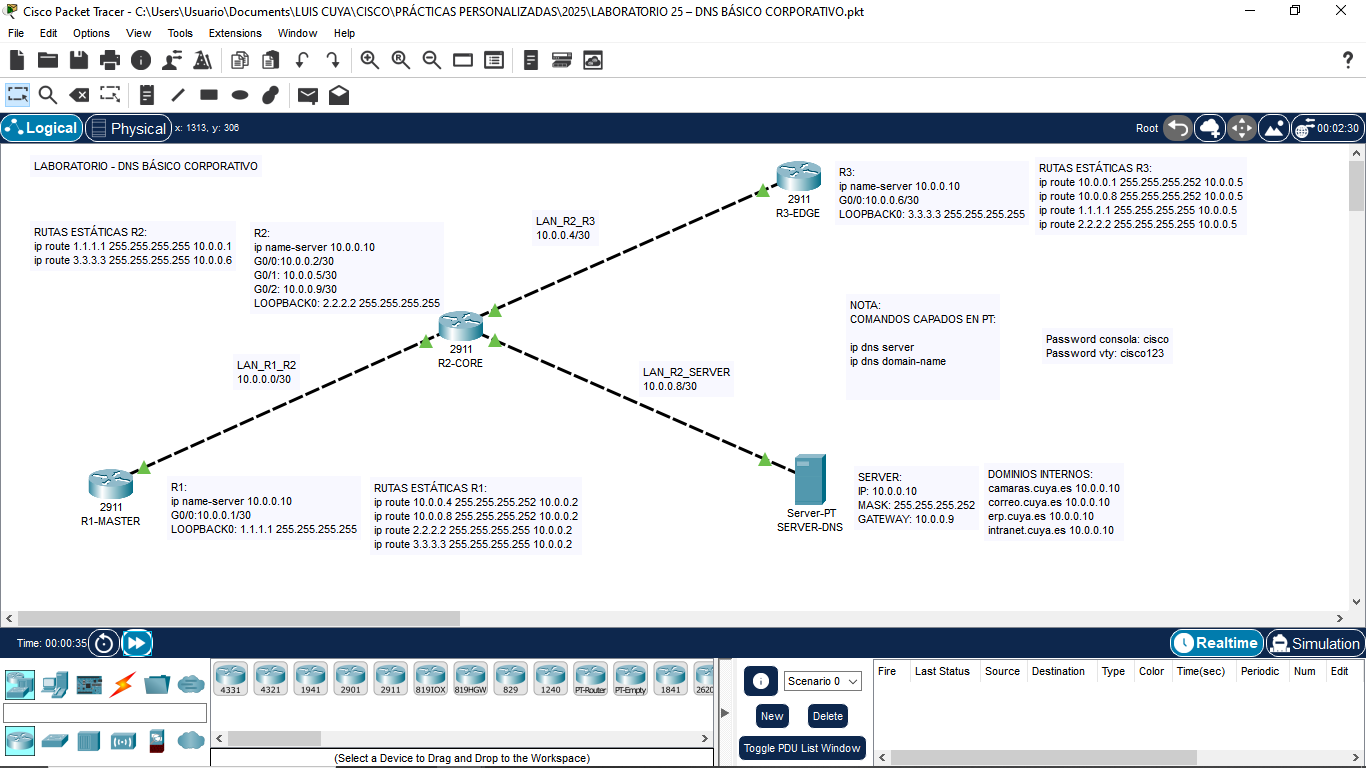 Cisco Packet Tracer - C:\Users\Usuario\Documents\LUIS CUYA\CISCO\PRÁCTICAS PERSONALIZADAS\2025\LABORATORIO 25 – DNS BÁSICO CORPORATIVO.pkt
File Edit Options View Tools Extensions Window Help
Logical Physical x: 1313, y: 306 Root 00:02:30
LABORATORIO - DNS BÁSICO CORPORATIVO
RUTAS ESTÁTICAS R2:
ip route 1.1.1.1 255.255.255.255 10.0.0.1
ip route 3.3.3.3 255.255.255.255 10.0.0.6
R2:
ip name-server 10.0.0.10
G0/0:10.0.0.2/30
G0/1: 10.0.0.5/30
G0/2: 10.0.0.9/30
LOOPBACK0: 2.2.2.2 255.255.255.255
LAN_R2_R3
10.0.0.4/30
2911
R3-EDGE
R3:
ip name-server 10.0.0.10
G0/0:10.0.0.6/30
LOOPBACK0: 3.3.3.3 255.255.255.255
RUTAS ESTÁTICAS R3:
ip route 10.0.0.1 255.255.255.252 10.0.0.5
ip route 10.0.0.8 255.255.255.252 10.0.0.5
ip route 1.1.1.1 255.255.255.255 10.0.0.5
ip route 2.2.2.2 255.255.255.255 10.0.0.5
2911
R2-CORE
NOTA:
COMANDOS CAPADOS EN PT:
ip dns server
ip dns domain-name
Password consola: cisco
Password vty: cisco123
LAN_R1_R2
10.0.0.0/30
LAN_R2_SERVER
10.0.0.8/30
2911
R1-MASTER
R1:
ip name-server 10.0.0.10
G0/0:10.0.0.1/30
LOOPBACK0: 1.1.1.1 255.255.255.255
RUTAS ESTÁTICAS R1:
ip route 10.0.0.4 255.255.255.252 10.0.0.2
ip route 10.0.0.8 255.255.255.252 10.0.0.2
ip route 2.2.2.2 255.255.255.255 10.0.0.2
ip route 3.3.3.3 255.255.255.255 10.0.0.2
Server-PT
SERVER-DNS
SERVER:
IP: 10.0.0.10
MASK: 255.255.255.252
GATEWAY: 10.0.0.9
DOMINIOS INTERNOS:
camaras.cuya.es 10.0.0.10
correo.cuya.es 10.0.0.10
erp.cuya.es 10.0.0.10
intranet.cuya.es 10.0.0.10
Time: 00:00:35 Realtime Simulation
4331 4321 1941 2901 2911 819IOX 819HGW 829 1240 PT-Router PT-Empty 1841 2620
(Select a Device to Drag and Drop to the Workspace)
Scenario 0
New Delete
Toggle PDU List Window
Fire Last Status Source Destination Type Color Time(sec) Periodic Num Edit